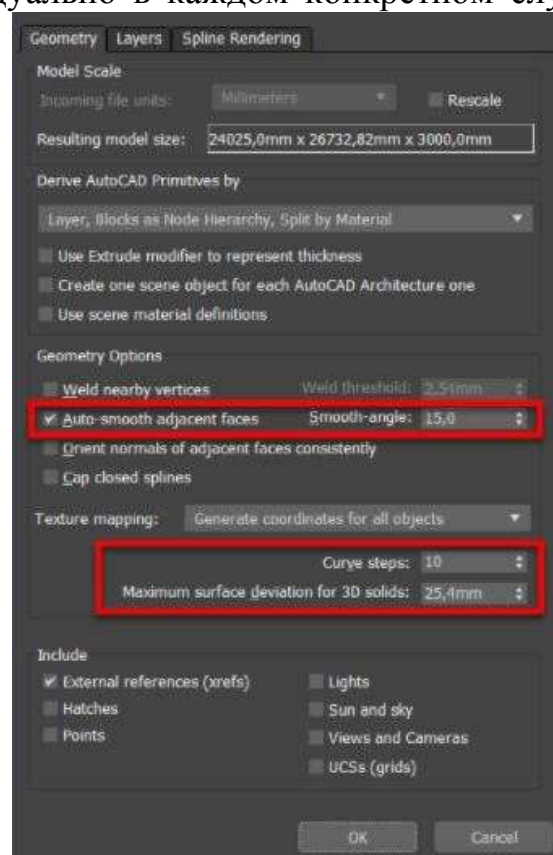 в каждом конкретном
Geometry Layers Spline Rendering
Model Scale
Incoming file units: Millimeters Rescale
Resulting model size: 24025,0mm x 26732,82mm x 3000,0mm
Derive AutoCAD Primitives by
Layer, Blocks as Node Hierarchy, Split by Material
Use Extrude modifier to represent thickness
Create one scene object for each AutoCAD Architecture one
Use scene material definitions
Geometry Options
Weld nearby vertices Weld threshold: 2,54mm
Auto-smooth adjacent faces Smooth-angle: 15,0
Orient normals of adjacent faces consistently
Cap closed splines
Texture mapping: Generate coordinates for all objects
Curve steps: 10
Maximum surface deviation for 3D solids: 25,4mm
Include
External references (xrefs) Lights
Hatches Sun and sky
Points Views and Cameras
UCSs (grids)
OK Cancel